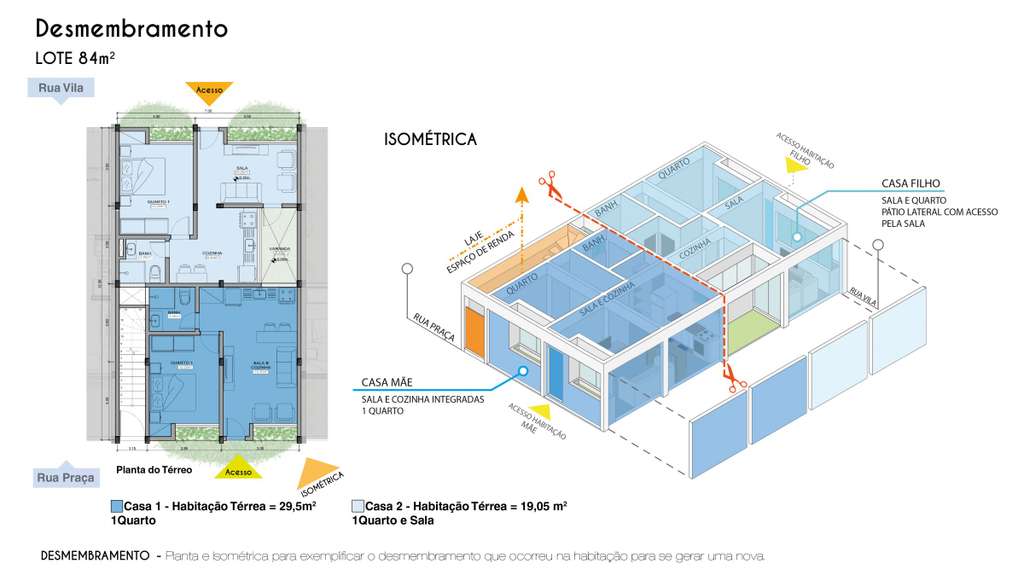 Desmembramento
LOTE 84m²
Rua Vila
Acesso
ISOMÉTRICA
ACESSO HABITAÇÃO
FILHO
CASA FILHO
SALA E QUARTO
PÁTIO LATERAL COM ACESSO
PELA SALA
QUARTO
BANH
SALA
LAJE
ESPAÇO DE RENDA
BANH
COZINHA
QUARTO
SALA E COZINHA
RUA PRAÇA
RUA VILA
CASA MÃE
SALA E COZINHA INTEGRADAS
1 QUARTO
ACESSO HABITAÇÃO
MÃE
SALA
QUARTO 1
COZINHA
BANH
VARANDA
BANH
QUARTO 1
SALA E
COZINHA
Rua Praça
Planta do Térreo
Acesso
ISOMÉTRICA
Casa 1 - Habitação Térrea = 29,5m²
1Quarto
Casa 2 - Habitação Térrea = 19,05 m²
1Quarto e Sala
DESMEMBRAMENTO - Planta e Isométrica para exemplificar o desmembramento que ocorreu na habitação para se gerar uma nova.